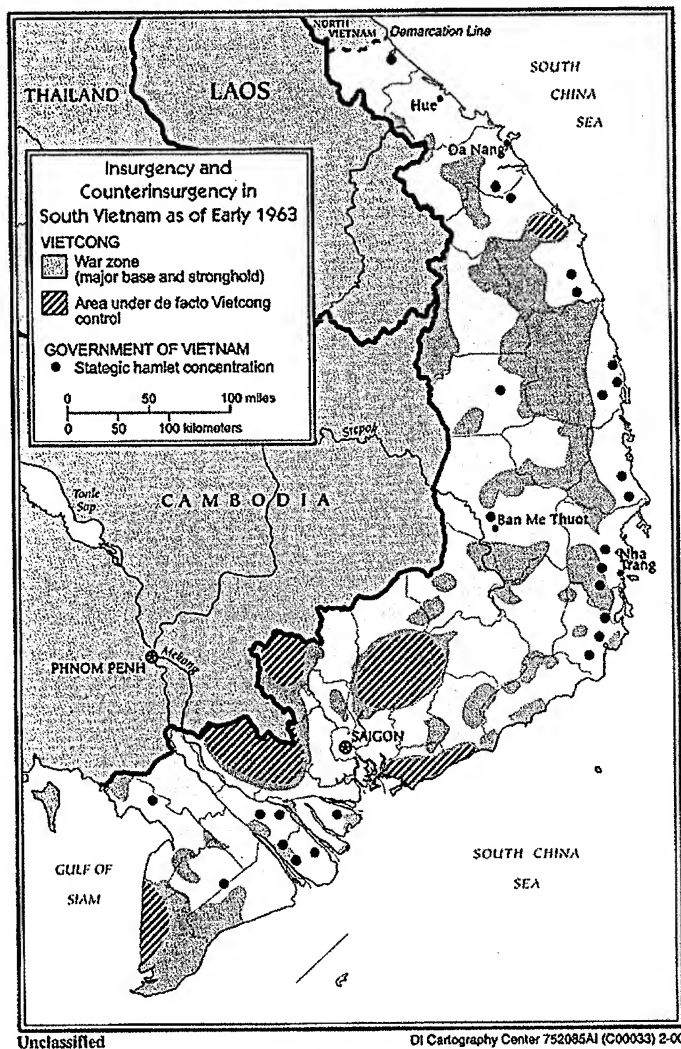 NORTH
VIETNAM
Demarcation Line
SOUTH
CHINA
SEA
THAILAND
LAOS
Hue
Da Nang
Insurgency and
Counterinsurgency in
South Vietnam as of Early 1963
VIETCONG
War zone
(major base and stronghold)
Area under de facto Vietcong
control
GOVERNMENT OF VIETNAM
Stategic hamlet concentration
0 50 100 miles
0 50 100 kilometers
Srepok
Tonle
Sap
CAMBODIA
Ban Me Thuot
Nha
Trang
PHNOM PENH
Mekong
SAIGON
GULF OF
SIAM
SOUTH CHINA
SEA
Unclassified
DI Cartography Center 752085AI (C00033) 2-00